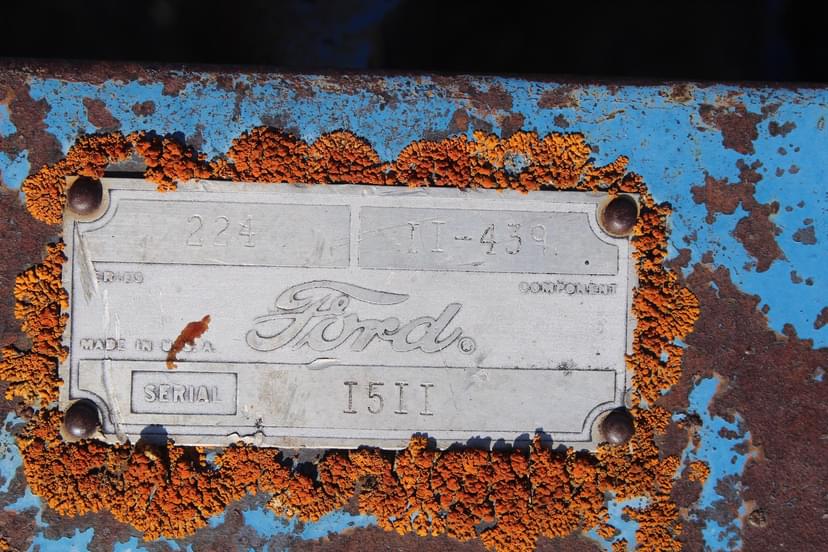 224 II-439
SERIES COMPONENT
Ford®
MADE IN U.S.A.
SERIAL I5II